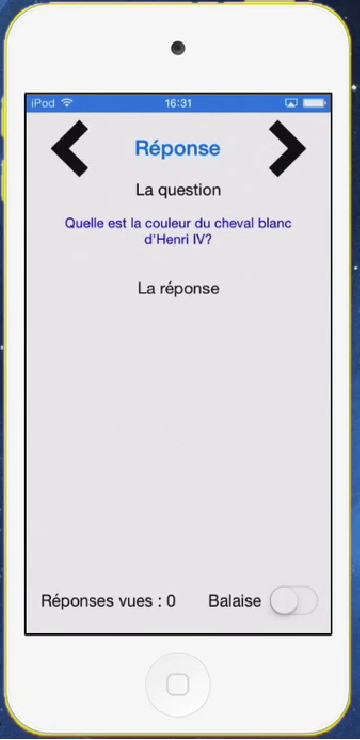 iPod 16:31
Réponse
La question
Quelle est la couleur du cheval blanc
d'Henri IV?
La réponse
Réponses vues : 0 Balaise